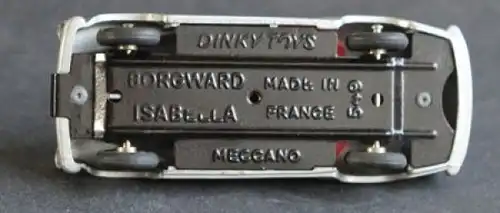 DINKY TOYS
BORGWARD
ISABELLA
MADE IN
FRANCE
549
MECCANO